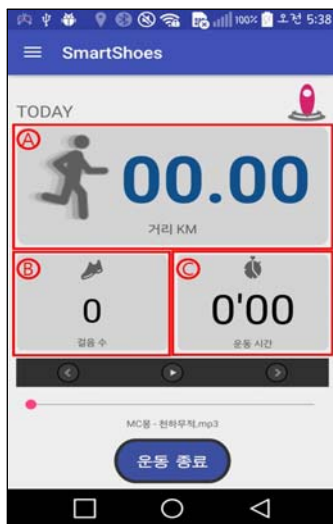 100% 오전 5:38
SmartShoes
TODAY
A
00.00
거리 KM
B
C
0
0'00
걸음 수
운동 시간
MC몽 - 천하무적.mp3
운동 종료